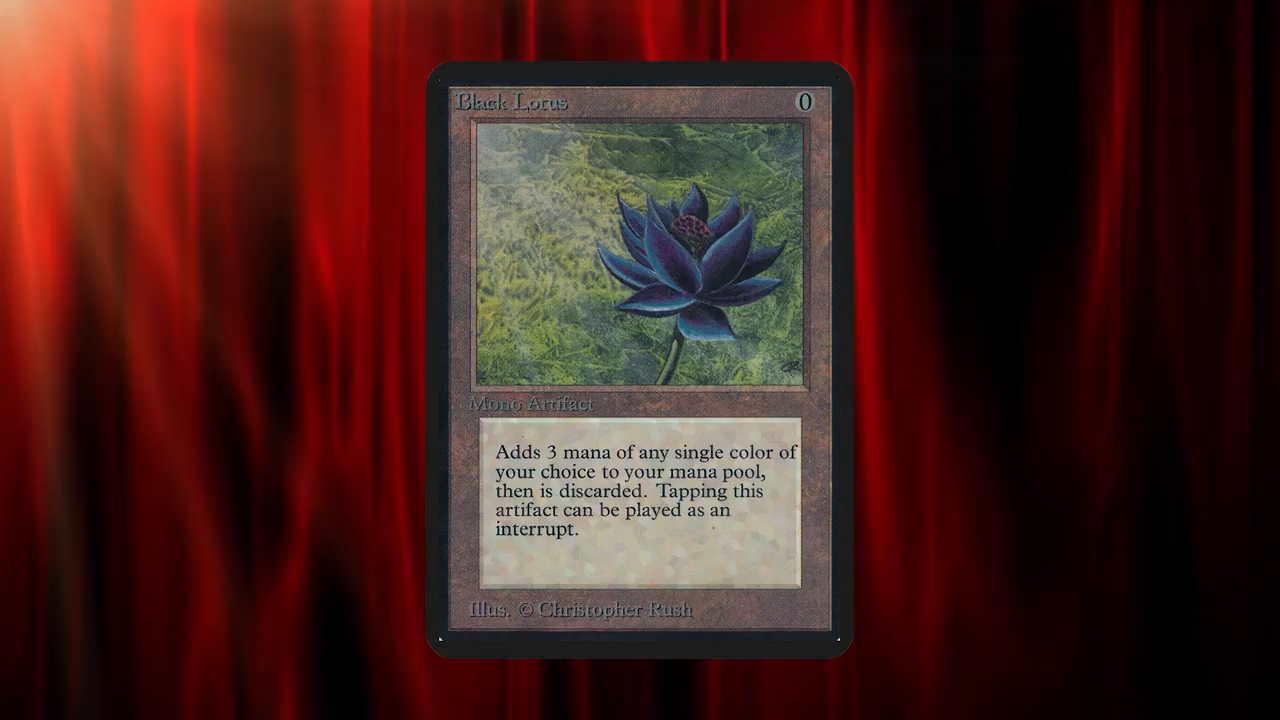 Black Lotus 0
Mono Artifact
Adds 3 mana of any single color of
your choice to your mana pool,
then is discarded. Tapping this
artifact can be played as an
interrupt.
Illus. © Christopher Rush